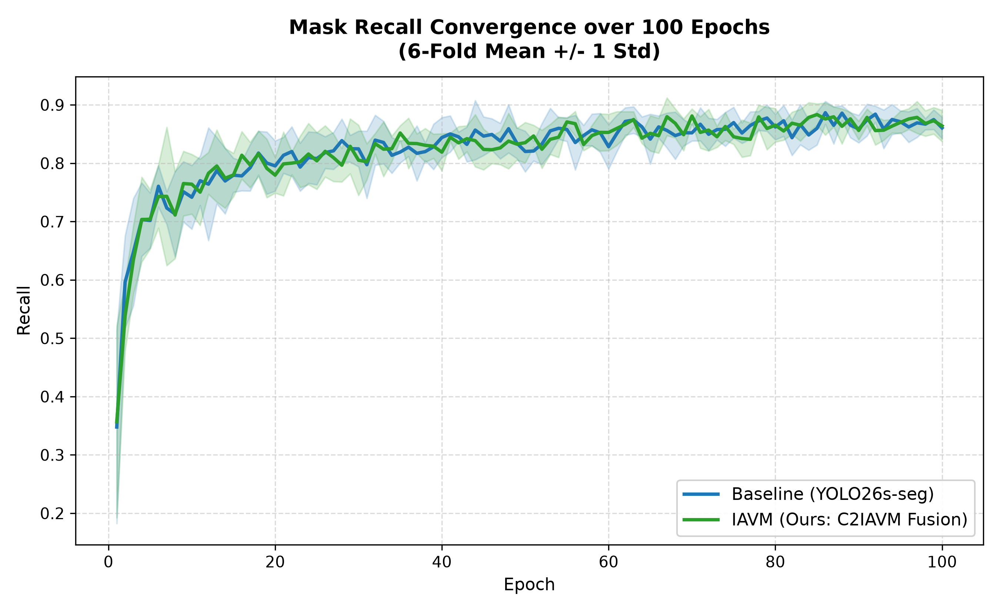 Mask Recall Convergence over 100 Epochs
(6-Fold Mean +/- 1 Std)
0.9
0.8
0.7
0.6
0.5
0.4
0.3
0.2
Recall
Baseline (YOLO26s-seg)
IAVM (Ours: C2IAVM Fusion)
0 20 40 60 80 100
Epoch